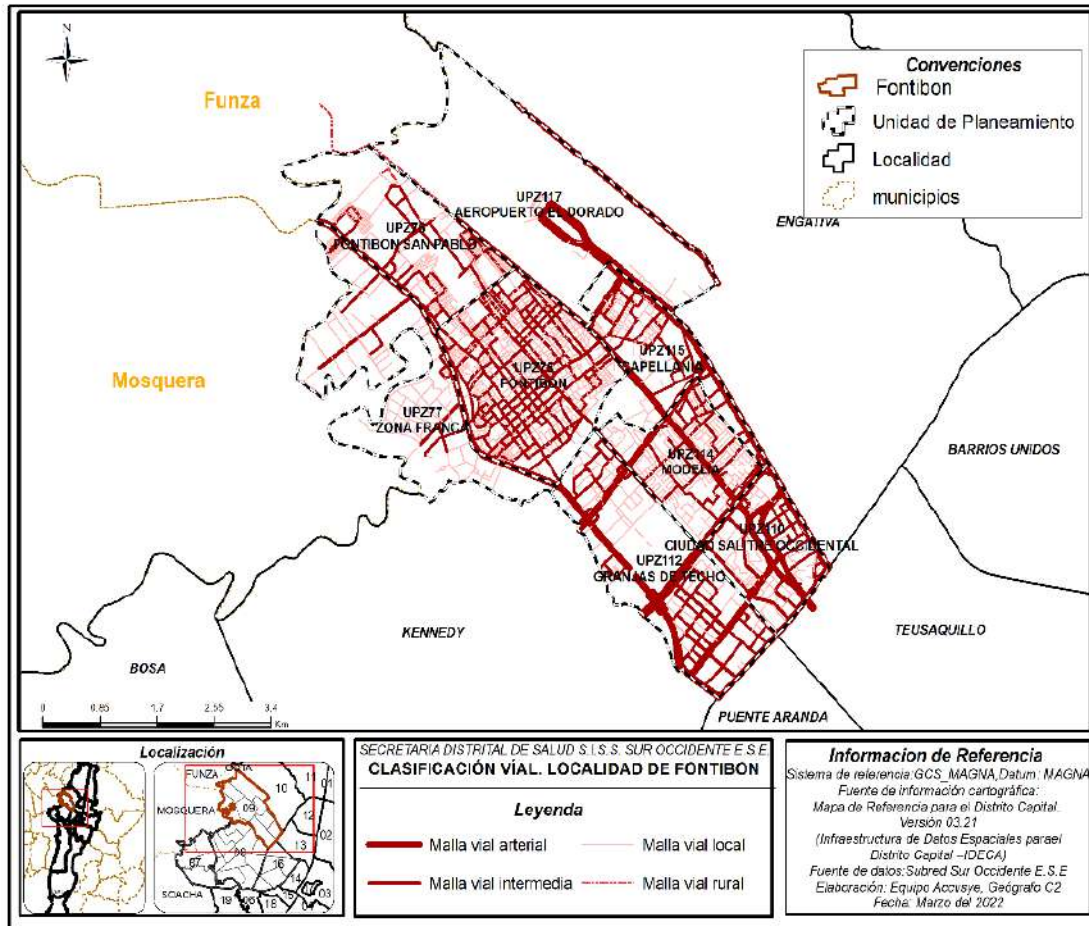 N
Funza
Mosquera
Convenciones
Fontibon
Unidad de Planeamiento
Localidad
municipios
UPZ117
AEROPUERTO EL DORADO
ENGATIVA
UPZ76
FONTIBON SAN PABLO
UPZ115
CAPELLANIA
UPZ75
FONTIBON
UPZ77
ZONA FRANCA
BARRIOS UNIDOS
UPZ114
MODELIA
UPZ110
CIUDAD SALITRE OCCIDENTAL
UPZ112
GRANJAS DE TECHO
KENNEDY
TEUSAQUILLO
BOSA
PUENTE ARANDA
0 0.85 1.7 2.55 3.4
Km
Localización
FUNZA
MOSQUERA
SOACHA
11 01
10
09
12
02
13
07
08
16
14
03
19 06 18 15
SECRETARIA DISTRITAL DE SALUD S.I.S.S. SUR OCCIDENTE E.S.E
CLASIFICACIÓN VÍAL. LOCALIDAD DE FONTIBON
Leyenda
Malla vial arterial
Malla vial local
Malla vial intermedia
Malla vial rural
Informacion de Referencia
Sistema de referencia:GCS_MAGNA,Datum: MAGNA
Fuente de información cartográfica:
Mapa de Referencia para el Distrito Capital.
Versión 03.21
(Infraestructura de Datos Espaciales parael
Distrito Capital –IDECA)
Fuente de datos:Subred Sur Occidente E.S.E
Elaboración: Equipo Accvsye, Geógrafo C2
Fecha: Marzo del 2022